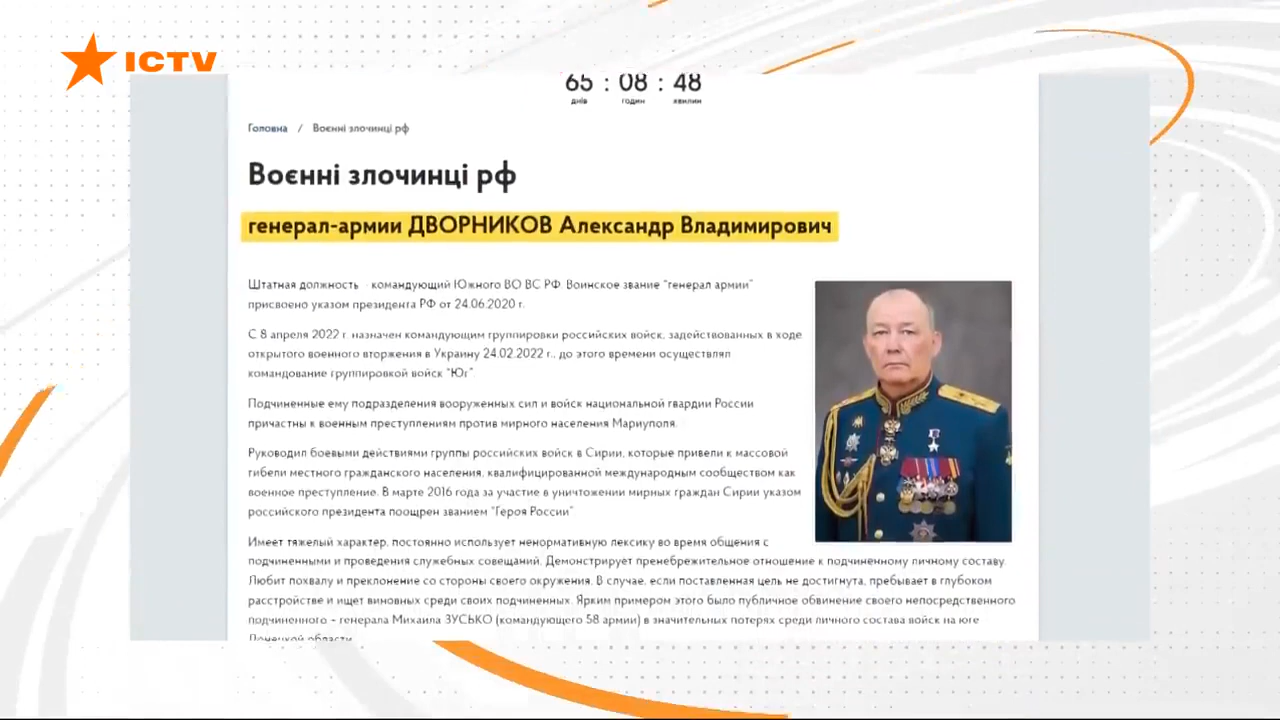 ICTV
65 : 08 : 48
днів годин хвилин
Головна / Воєнні злочинці рф
Воєнні злочинці рф
генерал-армии ДВОРНИКОВ Александр Владимирович
Штатная должность - командующий Южного ВО ВС РФ. Воинское звание "генерал армии"
присвоено указом президента РФ от 24.06.2020 г.
С 8 апреля 2022 г. назначен командующим группировки российских войск, задействованных в ходе
открытого военного вторжения в Украину 24.02.2022 г., до этого времени осуществлял
командование группировкой войск "Юг".
Подчиненные ему подразделения вооруженных сил и войск национальной гвардии России
причастны к военным преступлениям против мирного населения Мариуполя.
Руководил боевыми действиями группы российских войск в Сирии, которые привели к массовой
гибели местного гражданского населения, квалифицированной международным сообществом как
военное преступление. В марте 2016 года за участие в уничтожении мирных граждан Сирии указом
российского президента поощрен званием "Героя России".
Имеет тяжелый характер, постоянно использует ненормативную лексику во время общения с
подчиненными и проведения служебных совещаний. Демонстрирует пренебрежительное отношение к подчиненному личному составу.
Любит похвалу и преклонение со стороны своего окружения. В случае, если поставленная цель не достигнута, пребывает в глубоком
расстройстве и ищет виновных среди своих подчиненных. Ярким примером этого было публичное обвинение своего непосредственного
подчиненного – генерала Михаила ЗУСЬКО (командующего 58 армии) в значительных потерях среди личного состава войск на юге
Донецкой области.